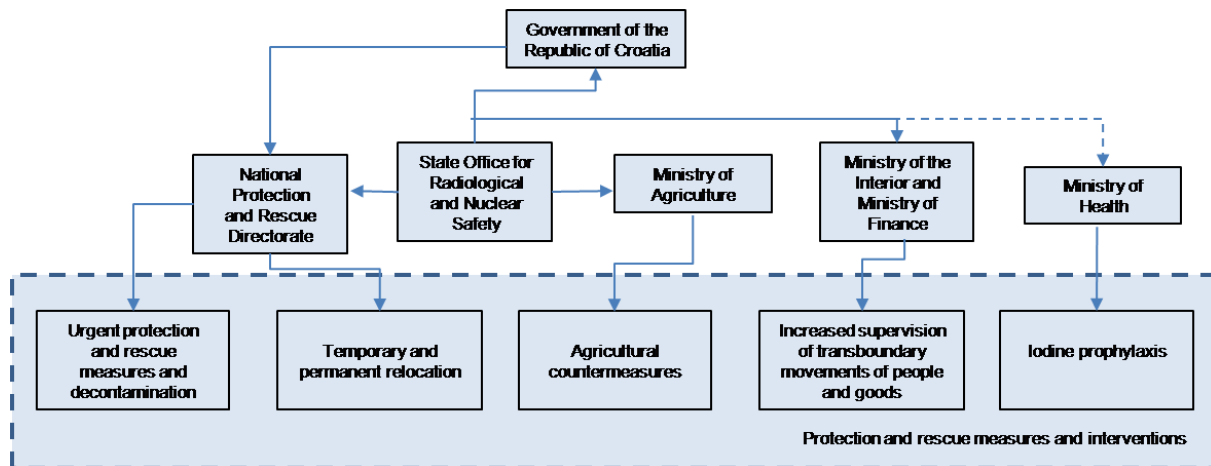 Government of the
Republic of Croatia
National
Protection
and Rescue
Directorate
State Office for
Radiological
and Nuclear
Safety
Ministry of
Agriculture
Ministry of the
Interior and
Ministry of
Finance
Ministry of
Health
Urgent protection
and rescue
measures and
decontamination
Temporary and
permanent relocation
Agricultural
countermeasures
Increased supervision
of transboundary
movements of people
and goods
Iodine prophylaxis
Protection and rescue measures and interventions